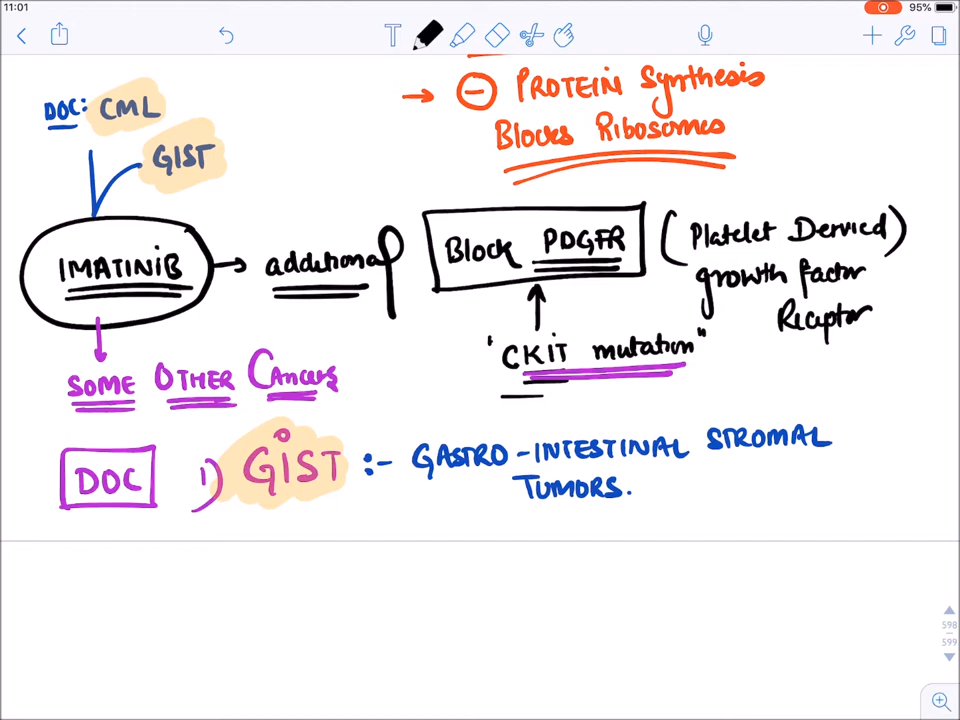 11:01
95%
T
→ ⊖ PROTEIN Synthesis
Blocks Ribosomes
DOC: CML
GIST
IMATINIB → additional Block PDGFR (Platelet Derived)
growth factor
Receptor
"CKIT mutation"
SOME OTHER Cancers
DOC 1) GIST :- GASTRO-INTESTINAL STROMAL
TUMORS.
598
599